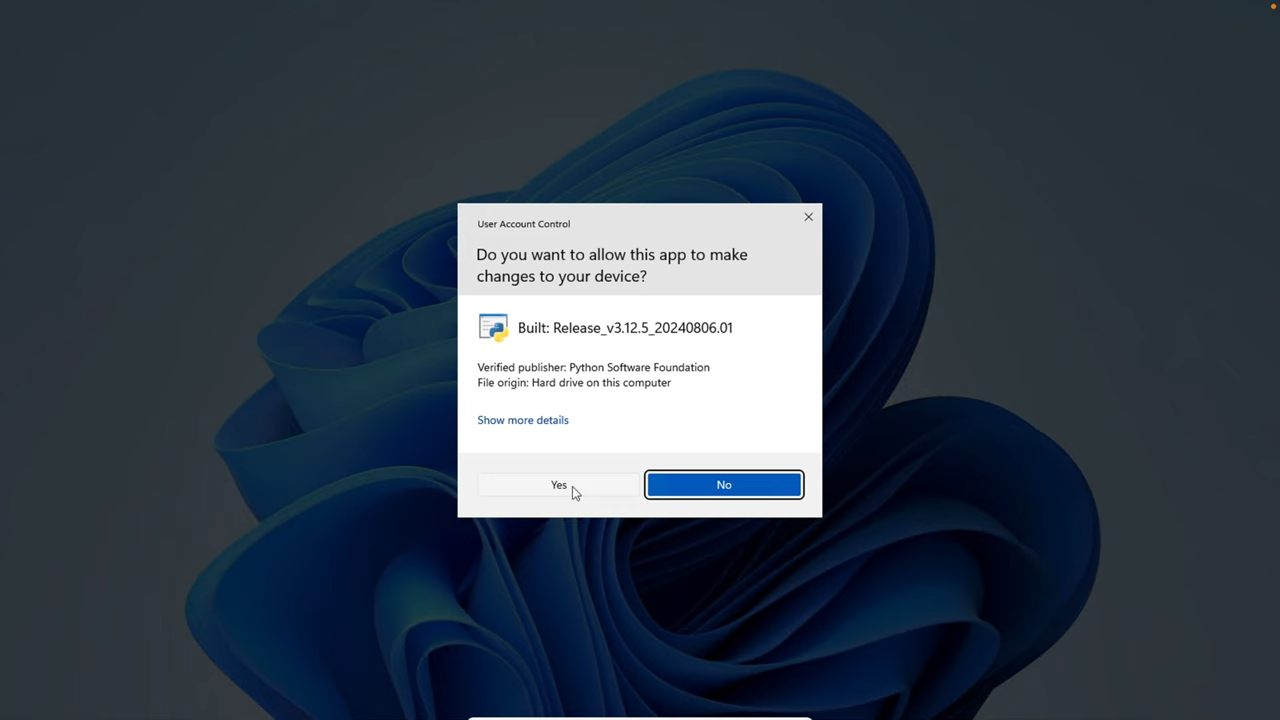 User Account Control
Do you want to allow this app to make
changes to your device?
Built: Release_v3.12.5_20240806.01
Verified publisher: Python Software Foundation
File origin: Hard drive on this computer
Show more details
Yes
No